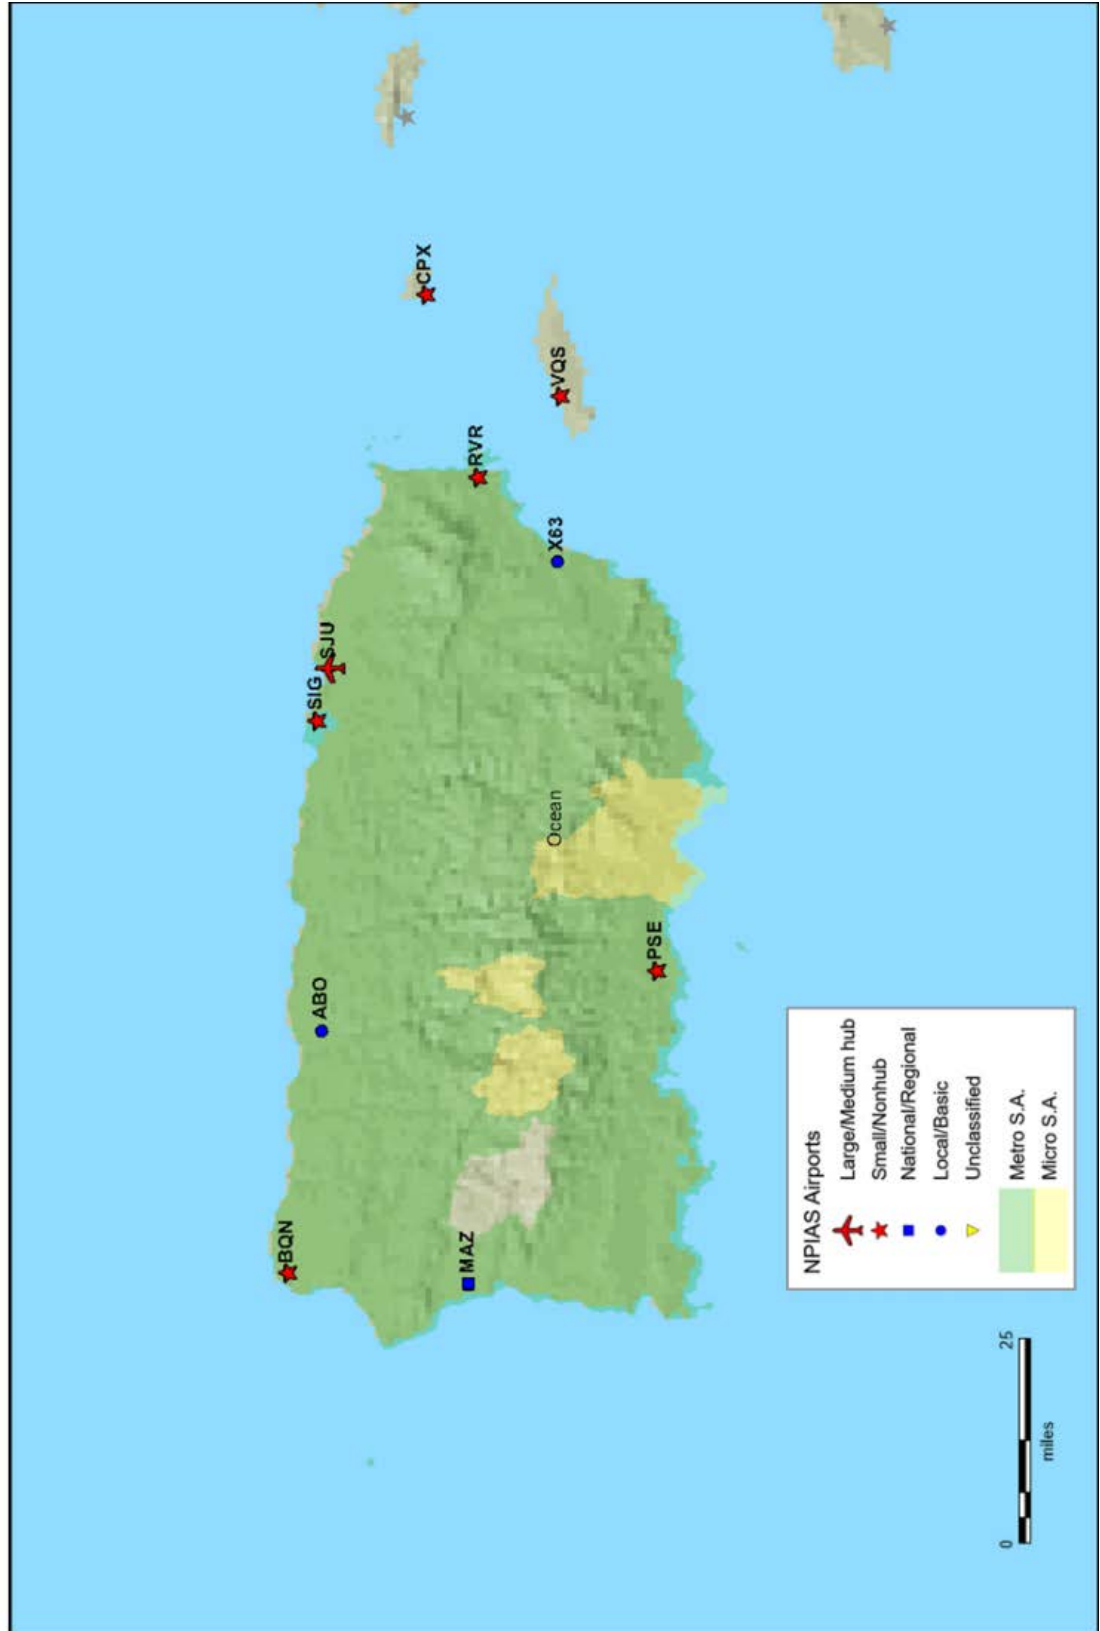 BQN
ABO
SIG
SJU
CPX
MAZ
RVR
X63
VQS
Ocean
PSE
NPIAS Airports
Large/Medium hub
Small/Nonhub
National/Regional
Local/Basic
Unclassified
Metro S.A.
Micro S.A.
0 25
miles